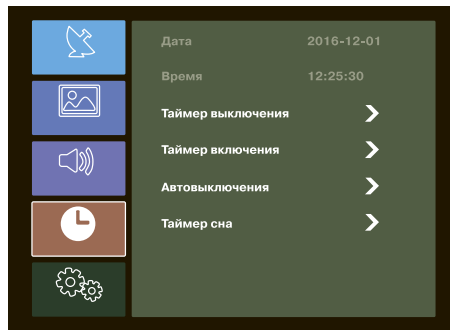 Дата 2016-12-01
Время 12:25:30
Таймер выключения
Таймер включения
Автовыключения
Таймер сна